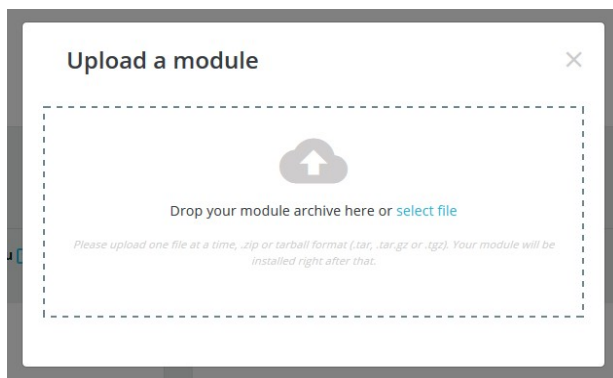 Upload a module
Drop your module archive here or select file
Please upload one file at a time, .zip or tarball format (.tar, .tar.gz or .tgz). Your module will be
installed right after that.
u